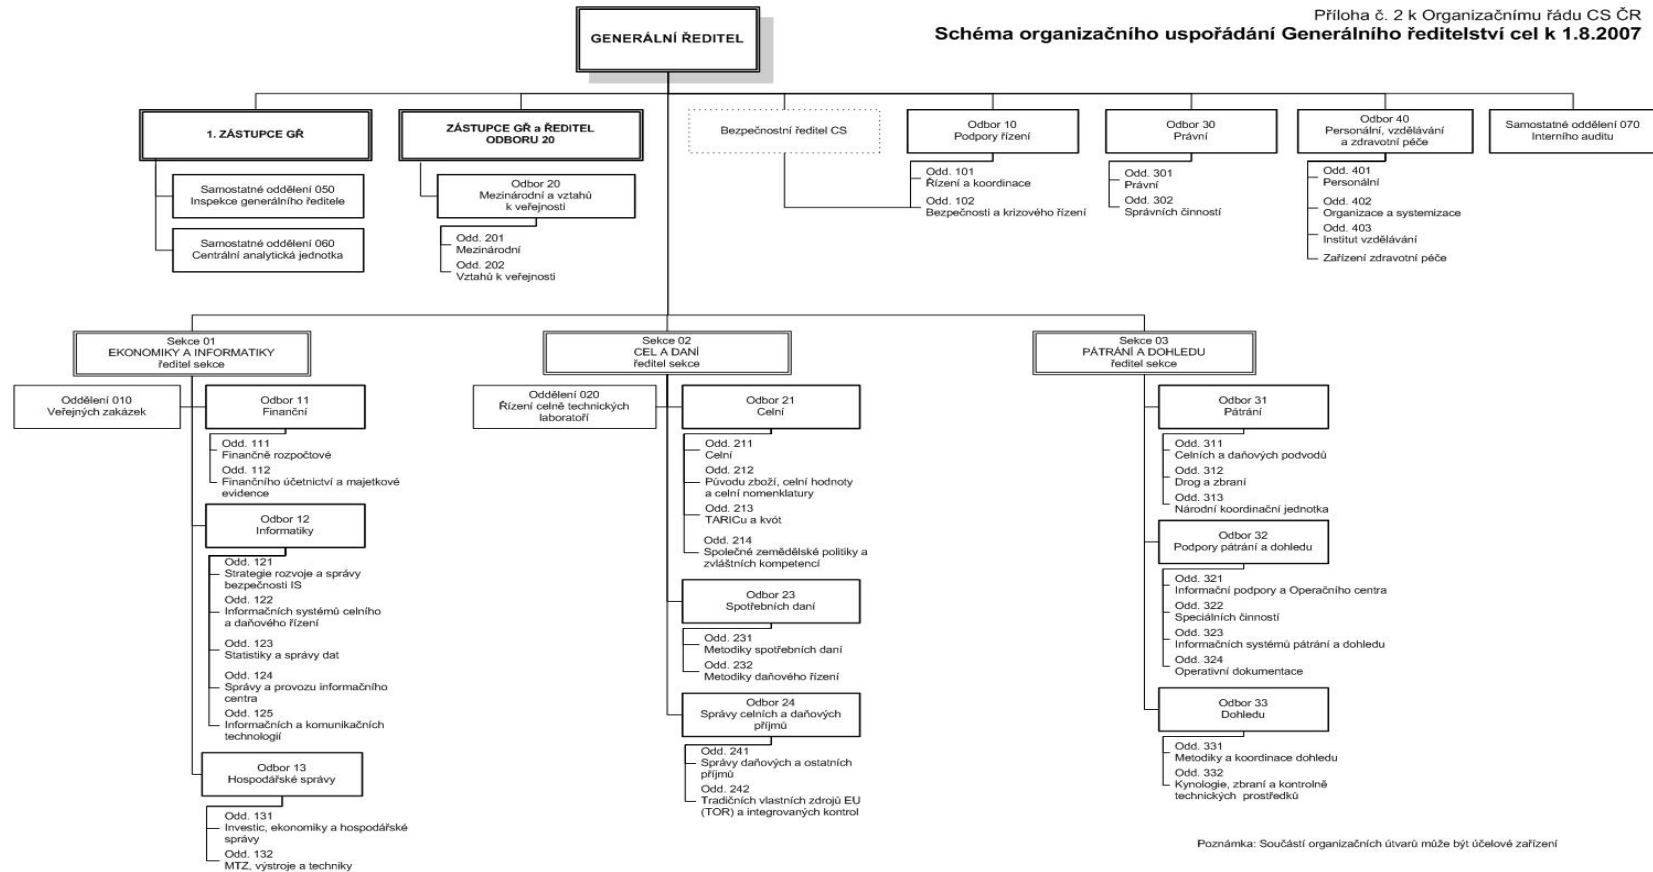 Příloha č. 2 k Organizačnímu řádu CS ČR
Schéma organizačního uspořádání Generálního ředitelství cel k 1.8.2007
GENERÁLNÍ ŘEDITEL
1. ZÁSTUPCE GŘ
Samostatné oddělení 050
Inspekce generálního ředitele
Samostatné oddělení 060
Centrální analytická jednotka
ZÁSTUPCE GŘ a ŘEDITEL
ODBORU 20
Odbor 20
Mezinárodní a vztahů
k veřejnosti
Odd. 201
Mezinárodní
Odd. 202
Vztahů k veřejnosti
Bezpečnostní ředitel CS
Odbor 10
Podpory řízení
Odd. 101
Řízení a koordinace
Odd. 102
Bezpečnosti a krizového řízení
Odbor 30
Právní
Odd. 301
Právní
Odd. 302
Správních činností
Odbor 40
Personální, vzdělávání
a zdravotní péče
Odd. 401
Personální
Odd. 402
Organizace a systemizace
Odd. 403
Institut vzdělávání
Zařízení zdravotní péče
Samostatné oddělení 070
Interního auditu
Sekce 01
EKONOMIKY A INFORMATIKY
ředitel sekce
Oddělení 010
Veřejných zakázek
Odbor 11
Finanční
Odd. 111
Finančně rozpočtové
Odd. 112
Finančního účetnictví a majetkové
evidence
Odbor 12
Informatiky
Odd. 121
Strategie rozvoje a správy
bezpečnosti IS
Odd. 122
Informačních systémů celního
a daňového řízení
Odd. 123
Statistiky a správy dat
Odd. 124
Správy a provozu informačního
centra
Odd. 125
Informačních a komunikačních
technologií
Odbor 13
Hospodářské správy
Odd. 131
Investic, ekonomiky a hospodářské
správy
Odd. 132
MTZ, výstroje a techniky
Sekce 02
CEL A DANÍ
ředitel sekce
Oddělení 020
Řízení celně technických
laboratoří
Odbor 21
Celní
Odd. 211
Celní
Odd. 212
Původu zboží, celní hodnoty
a celní nomenklatury
Odd. 213
TARICu a kvót
Odd. 214
Společné zemědělské politiky a
zvláštních kompetencí
Odbor 23
Spotřebních daní
Odd. 231
Metodiky spotřebních daní
Odd. 232
Metodiky daňového řízení
Odbor 24
Správy celních a daňových
příjmů
Odd. 241
Správy daňových a ostatních
příjmů
Odd. 242
Tradičních vlastních zdrojů EU
(TOR) a integrovaných kontrol
Sekce 03
PÁTRÁNÍ A DOHLEDU
ředitel sekce
Odbor 31
Pátrání
Odd. 311
Celních a daňových podvodů
Odd. 312
Drog a zbraní
Odd. 313
Národní koordinační jednotka
Odbor 32
Podpory pátrání a dohledu
Odd. 321
Informační podpory a Operačního centra
Odd. 322
Speciálních činností
Odd. 323
Informačních systémů pátrání a dohledu
Odd. 324
Operativní dokumentace
Odbor 33
Dohledu
Odd. 331
Metodiky a koordinace dohledu
Odd. 332
Kynologie, zbraní a kontrolně
technických prostředků
Poznámka: Součástí organizačních útvarů může být účelové zařízení